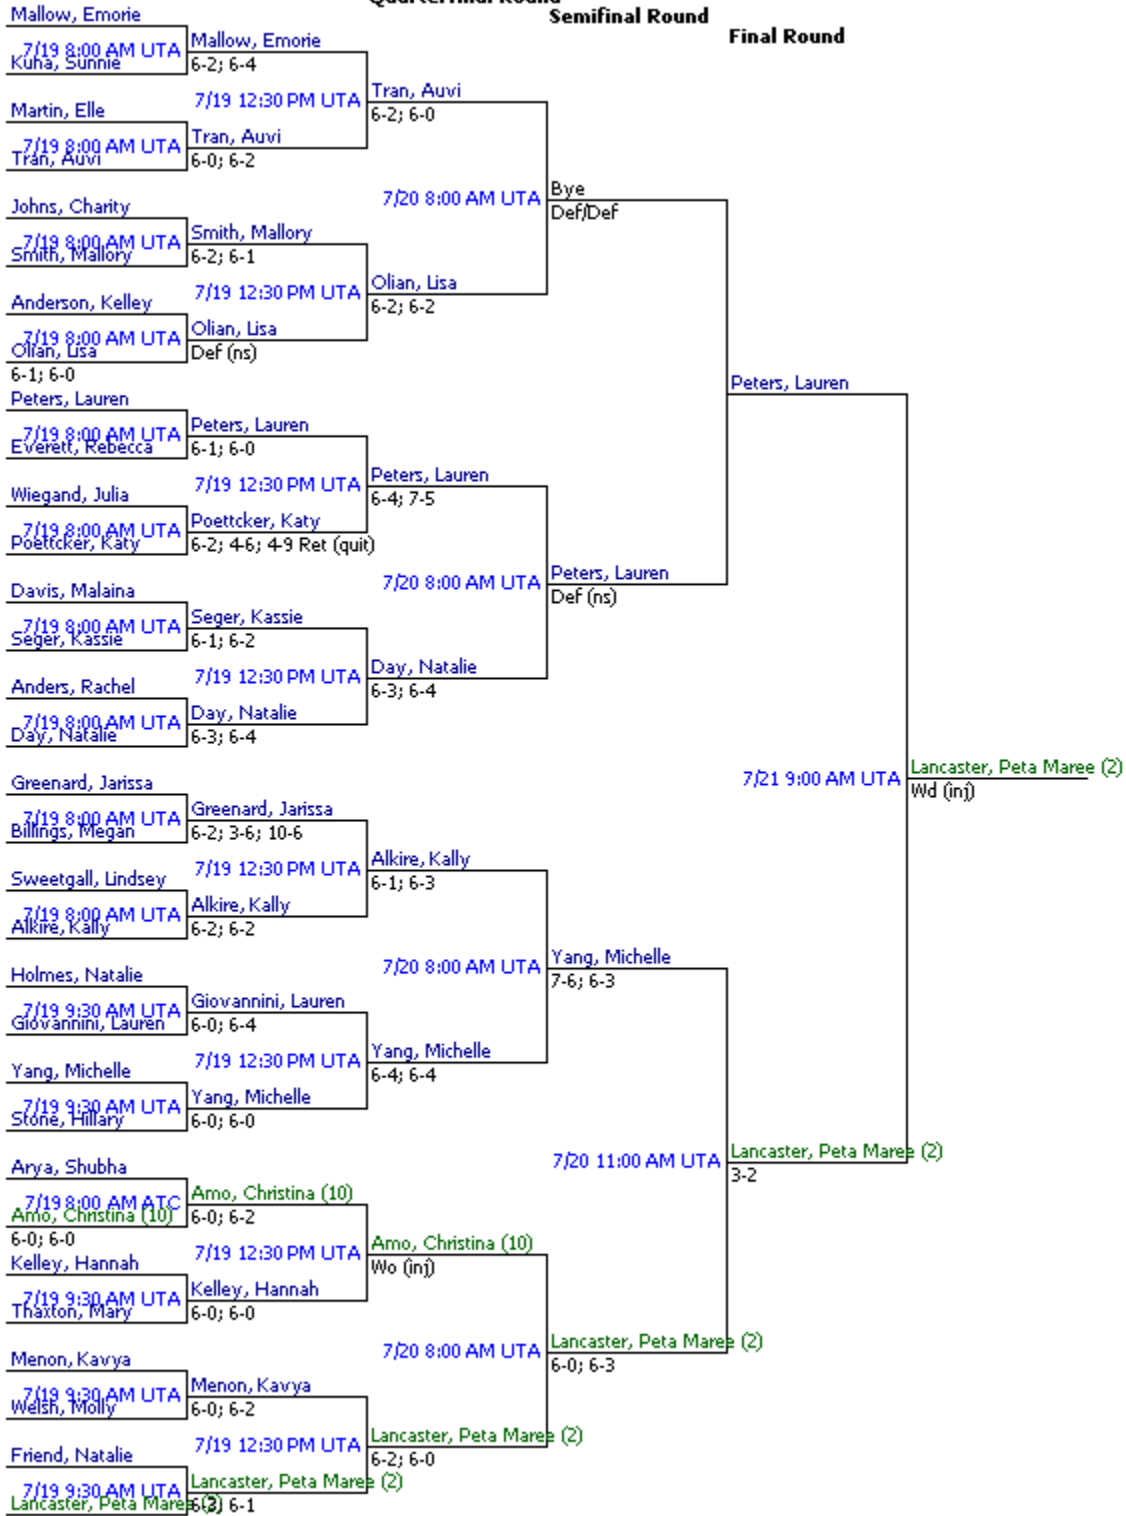 Quarterfinal Round
Semifinal Round
Final Round
Mallow, Emorie
7/19 8:00 AM UTA
Kuha, Sunnie
Mallow, Emorie
6-2; 6-4
7/19 12:30 PM UTA
Martin, Elle
7/19 8:00 AM UTA
Tran, Auvi
Tran, Auvi
6-0; 6-2
Tran, Auvi
6-2; 6-0
7/20 8:00 AM UTA
Johns, Charity
7/19 8:00 AM UTA
Smith, Mallory
Smith, Mallory
6-2; 6-1
7/19 12:30 PM UTA
Anderson, Kelley
7/19 8:00 AM UTA
Olian, Lisa
6-1; 6-0
Olian, Lisa
Def (ns)
Olian, Lisa
6-2; 6-2
Bye
Def/Def
Peters, Lauren
7/19 8:00 AM UTA
Everett, Rebecca
Peters, Lauren
6-1; 6-0
7/19 12:30 PM UTA
Wiegand, Julia
7/19 8:00 AM UTA
Poettcker, Katy
Poettcker, Katy
6-2; 4-6; 4-9 Ret (quit)
Peters, Lauren
6-4; 7-5
7/20 8:00 AM UTA
Davis, Malaina
7/19 8:00 AM UTA
Seger, Kassie
Seger, Kassie
6-1; 6-2
7/19 12:30 PM UTA
Anders, Rachel
7/19 8:00 AM UTA
Day, Natalie
Day, Natalie
6-3; 6-4
Day, Natalie
6-3; 6-4
Peters, Lauren
Def (ns)
Peters, Lauren
7/21 9:00 AM UTA
Lancaster, Peta Maree (2)
Wd (inj)
Greenard, Jarissa
7/19 8:00 AM UTA
Billings, Megan
Greenard, Jarissa
6-2; 3-6; 10-6
7/19 12:30 PM UTA
Sweetgall, Lindsey
7/19 8:00 AM UTA
Alkire, Kally
Alkire, Kally
6-2; 6-2
Alkire, Kally
6-1; 6-3
7/20 8:00 AM UTA
Holmes, Natalie
7/19 9:30 AM UTA
Giovannini, Lauren
Giovannini, Lauren
6-0; 6-4
7/19 12:30 PM UTA
Yang, Michelle
7/19 9:30 AM UTA
Stone, Hillary
Yang, Michelle
6-0; 6-0
Yang, Michelle
6-4; 6-4
Yang, Michelle
7-6; 6-3
7/20 11:00 AM UTA
Lancaster, Peta Maree (2)
3-2
Arya, Shubha
7/19 8:00 AM ATC
Amo, Christina (10)
6-0; 6-0
Amo, Christina (10)
6-0; 6-2
7/19 12:30 PM UTA
Kelley, Hannah
7/19 9:30 AM UTA
Thaxton, Mary
Kelley, Hannah
6-0; 6-0
Amo, Christina (10)
Wo (inj)
7/20 8:00 AM UTA
Lancaster, Peta Maree (2)
6-0; 6-3
Menon, Kavya
7/19 9:30 AM UTA
Welsh, Molly
Menon, Kavya
6-0; 6-2
7/19 12:30 PM UTA
Lancaster, Peta Maree (2)
6-2; 6-0
Friend, Natalie
7/19 9:30 AM UTA
Lancaster, Peta Maree (2)
Lancaster, Peta Maree (2)
6-3; 6-1